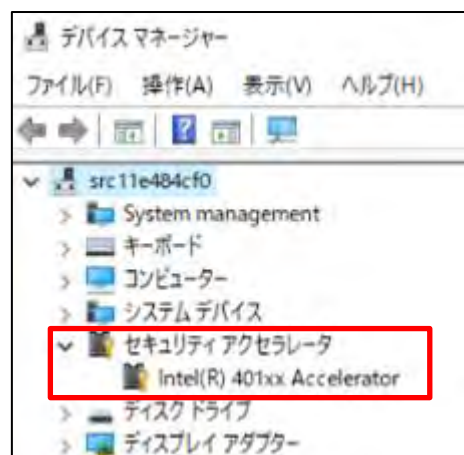 デバイス マネージャー
ファイル(F) 操作(A) 表示(V) ヘルプ(H)
src11e484cf0
System management
キーボード
コンピューター
システム デバイス
セキュリティ アクセラレータ
Intel(R) 401xx Accelerator
ディスク ドライブ
ディスプレイ アダプター